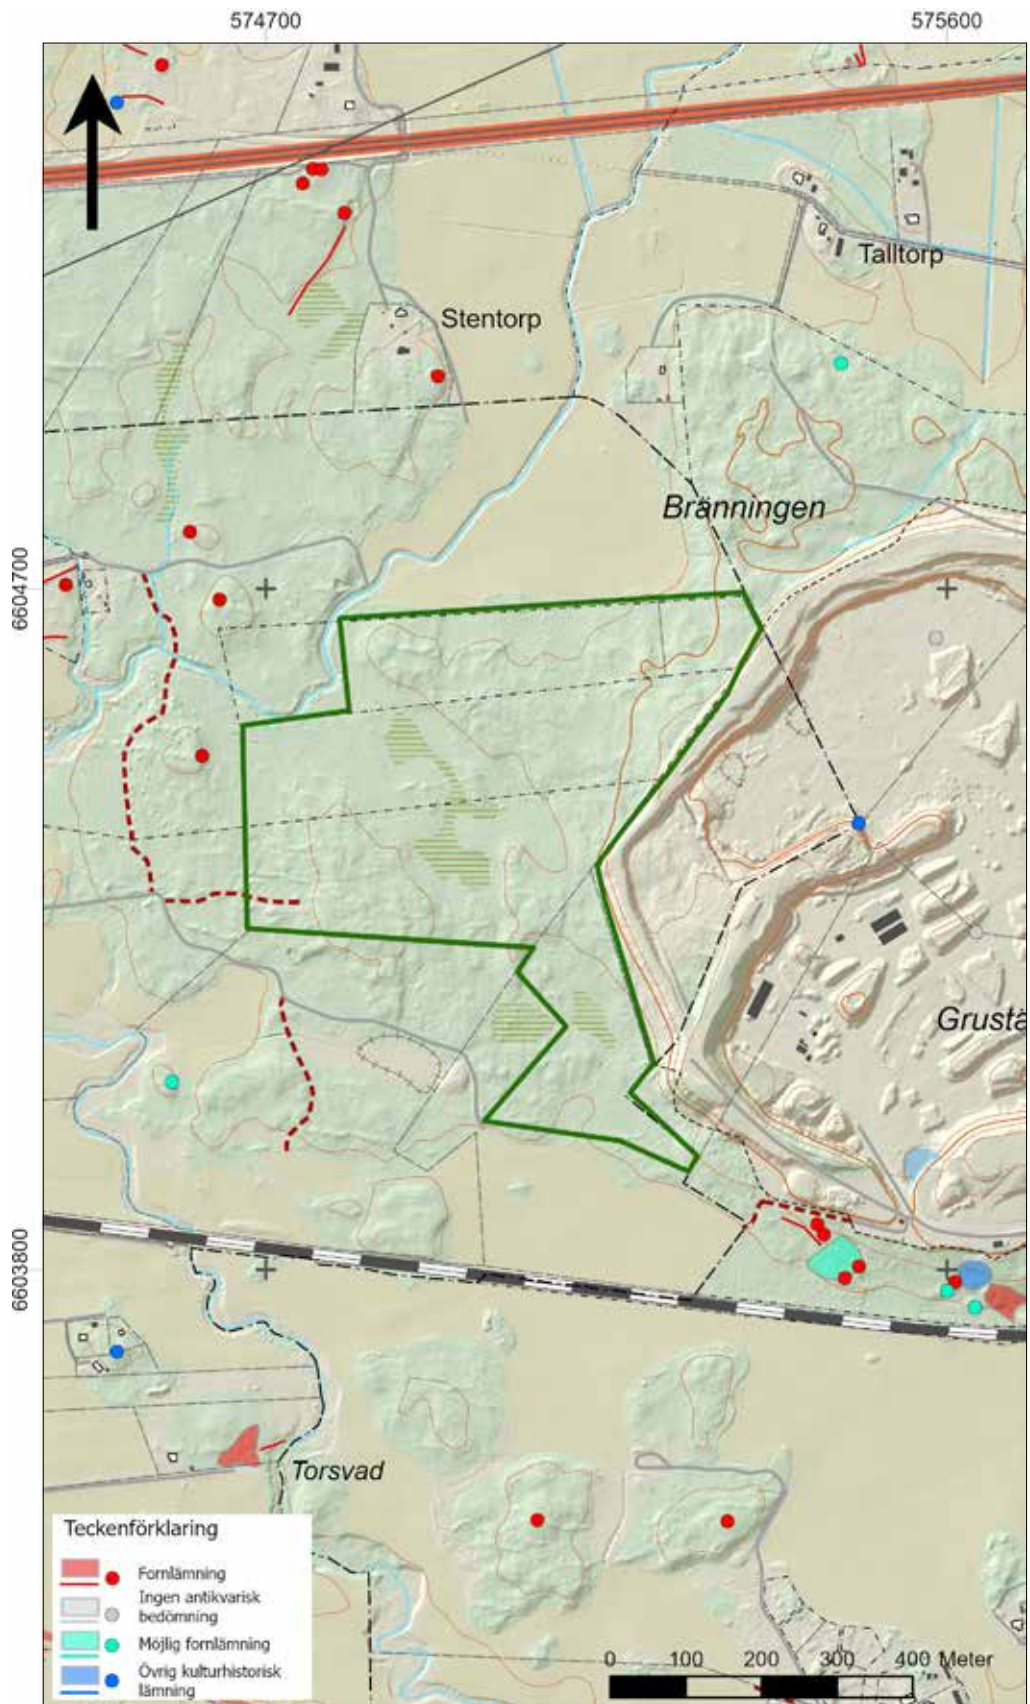 574700 575600
Talltorp
Stentorp
Bränningen
6604700
Grustä
6603800
Torsvad
Teckenförklaring
Fornlämning
Ingen antikvarisk
bedömning
Möjlig fornlämning
Övrig kulturhistorisk
lämning
0 100 200 300 400 Meter